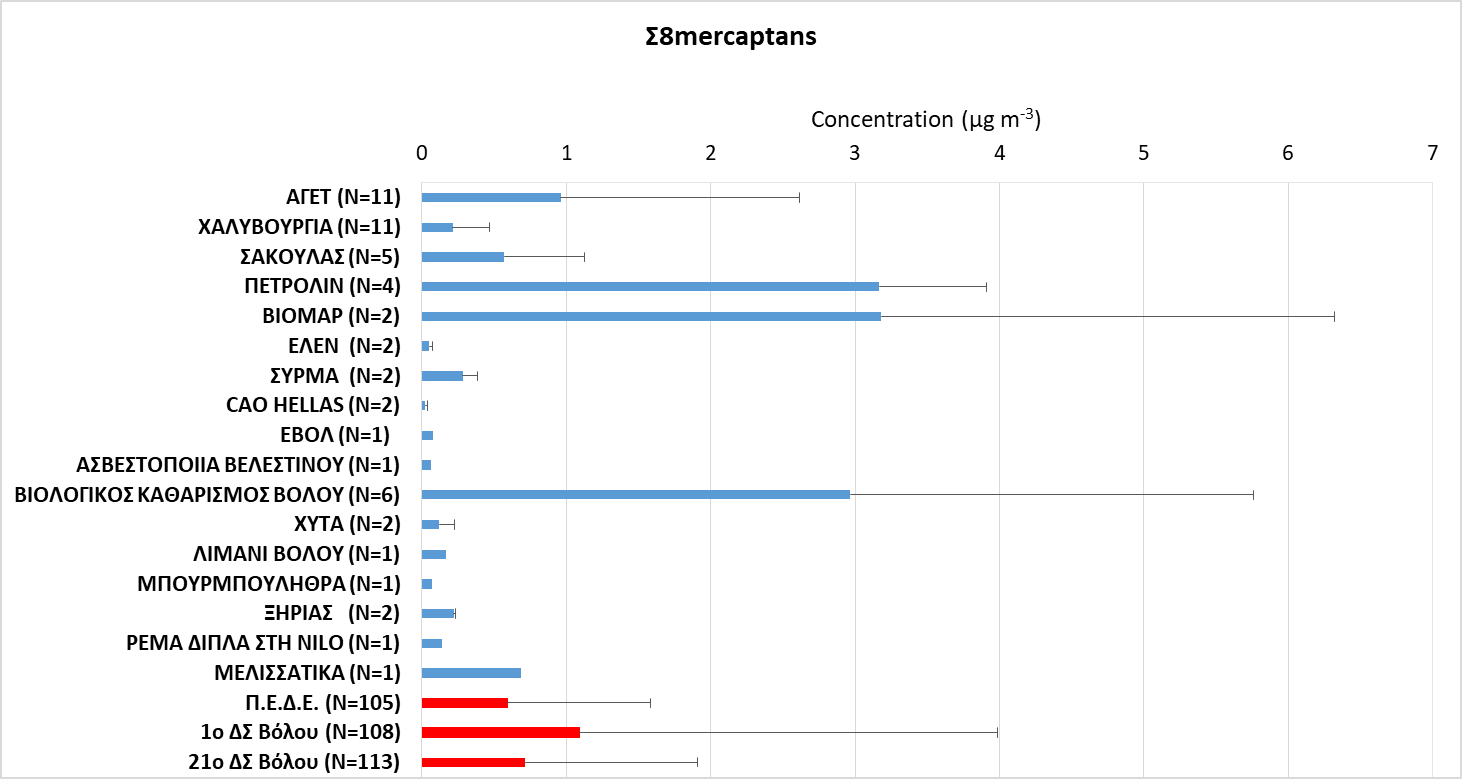 Σ8mercaptans
Concentration (μg m-3)
0 1 2 3 4 5 6 7
ΑΓΕΤ (N=11)
ΧΑΛΥΒΟΥΡΓΙΑ (N=11)
ΣΑΚΟΥΛΑΣ (N=5)
ΠΕΤΡΟΛΙΝ (N=4)
ΒΙΟΜΑΡ (N=2)
ΕΛΕΝ (N=2)
ΣΥΡΜΑ (N=2)
CAO HELLAS (N=2)
ΕΒΟΛ (N=1)
ΑΣΒΕΣΤΟΠΟΙΙΑ ΒΕΛΕΣΤΙΝΟΥ (N=1)
ΒΙΟΛΟΓΙΚΟΣ ΚΑΘΑΡΙΣΜΟΣ ΒΟΛΟΥ (N=6)
ΧΥΤΑ (N=2)
ΛΙΜΑΝΙ ΒΟΛΟΥ (N=1)
ΜΠΟΥΡΜΠΟΥΛΗΘΡΑ (N=1)
ΞΗΡΙΑΣ (N=2)
ΡΕΜΑ ΔΙΠΛΑ ΣΤΗ NILO (N=1)
ΜΕΛΙΣΣΑΤΙΚΑ (N=1)
Π.Ε.Δ.Ε. (N=105)
1ο ΔΣ Βόλου (N=108)
21ο ΔΣ Βόλου (N=113)